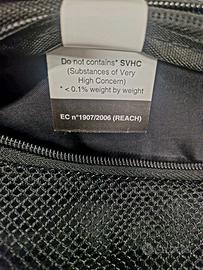 Do not contains* SVHC
(Substances of Very
High Concern)
* < 0.1% weight by weight
EC n°1907/2006 (REACH)